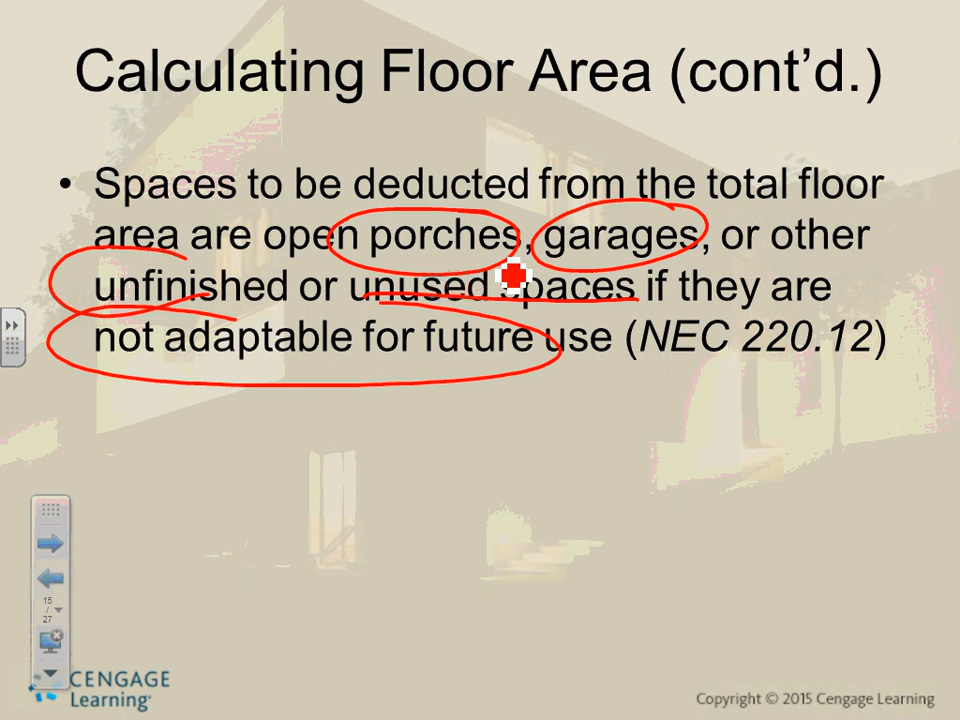 Calculating Floor Area (cont’d.)
• Spaces to be deducted from the total floor
area are open porches, garages, or other
unfinished or unused spaces if they are
not adaptable for future use (NEC 220.12)
15
/
27
CENGAGE
Learning
Copyright © 2015 Cengage Learning